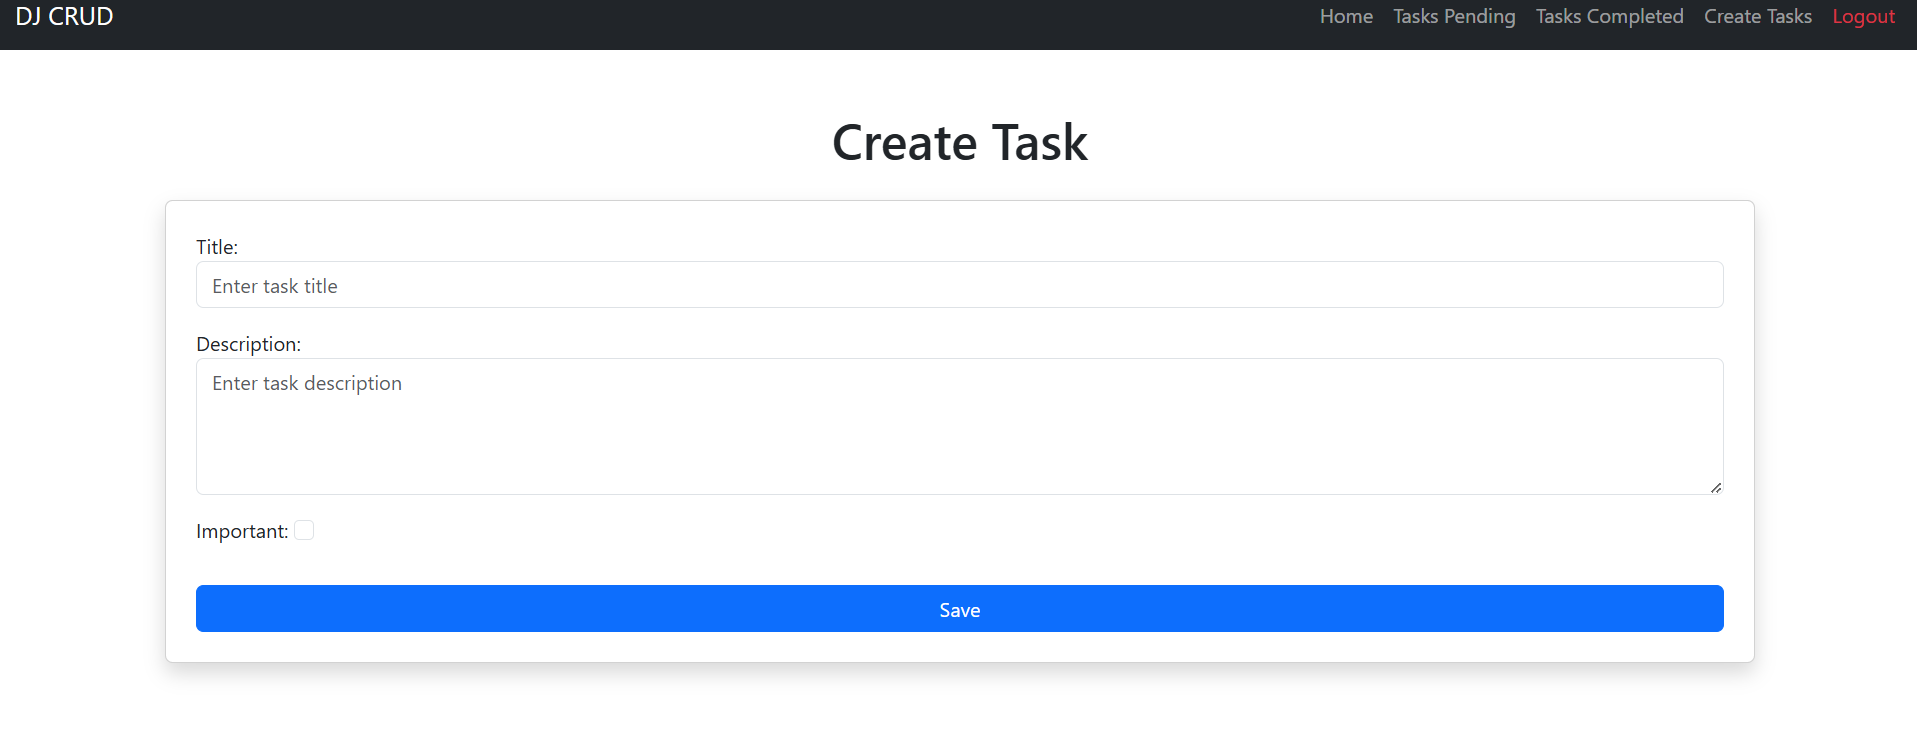 DJ CRUD Home Tasks Pending Tasks Completed Create Tasks Logout
Create Task
Title:
Enter task title
Description:
Enter task description
Important:
Save